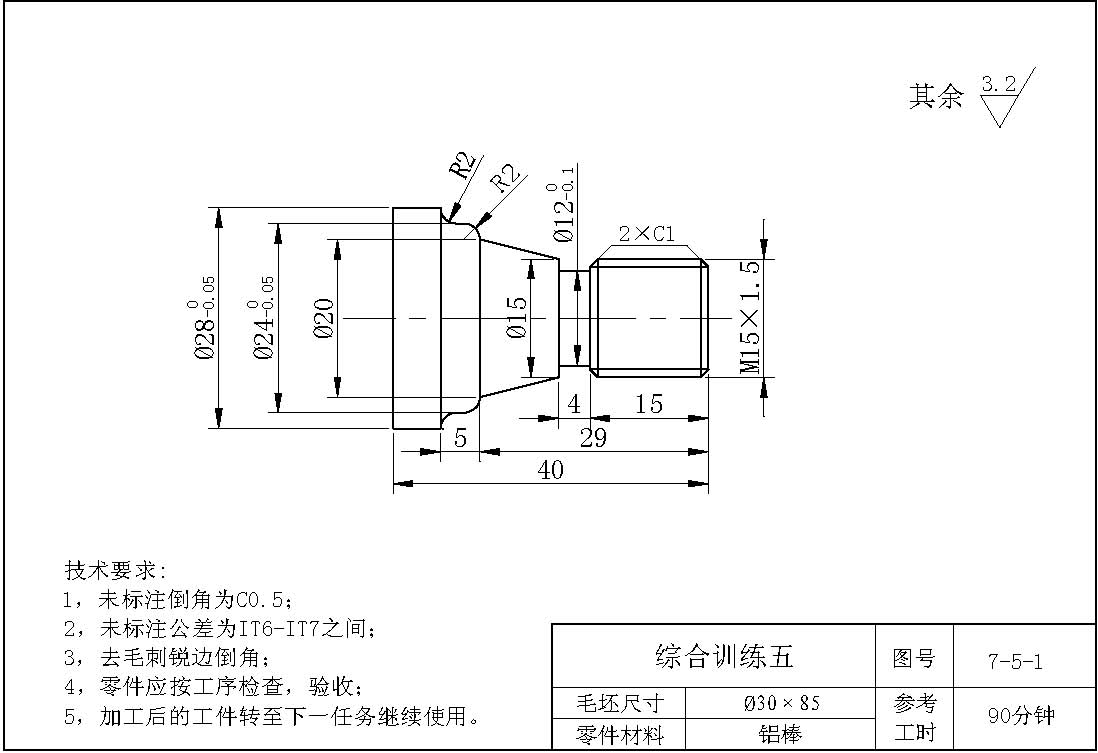 其余 3.2
R2
R2
Ø12 0 -0.1
2×C1
Ø28 0 -0.05
Ø24 0 -0.05
Ø20
Ø15
M15×1.5
4
15
5
29
40
技术要求:
1, 未标注倒角为C0.5;
2, 未标注公差为IT6-IT7之间;
3, 去毛刺锐边倒角;
4, 零件应按工序检查, 验收;
5, 加工后的工件转至下一任务继续使用。
综合训练五 图号 7-5-1
毛坯尺寸 Ø30×85 参考工时 90分钟
零件材料 铝棒